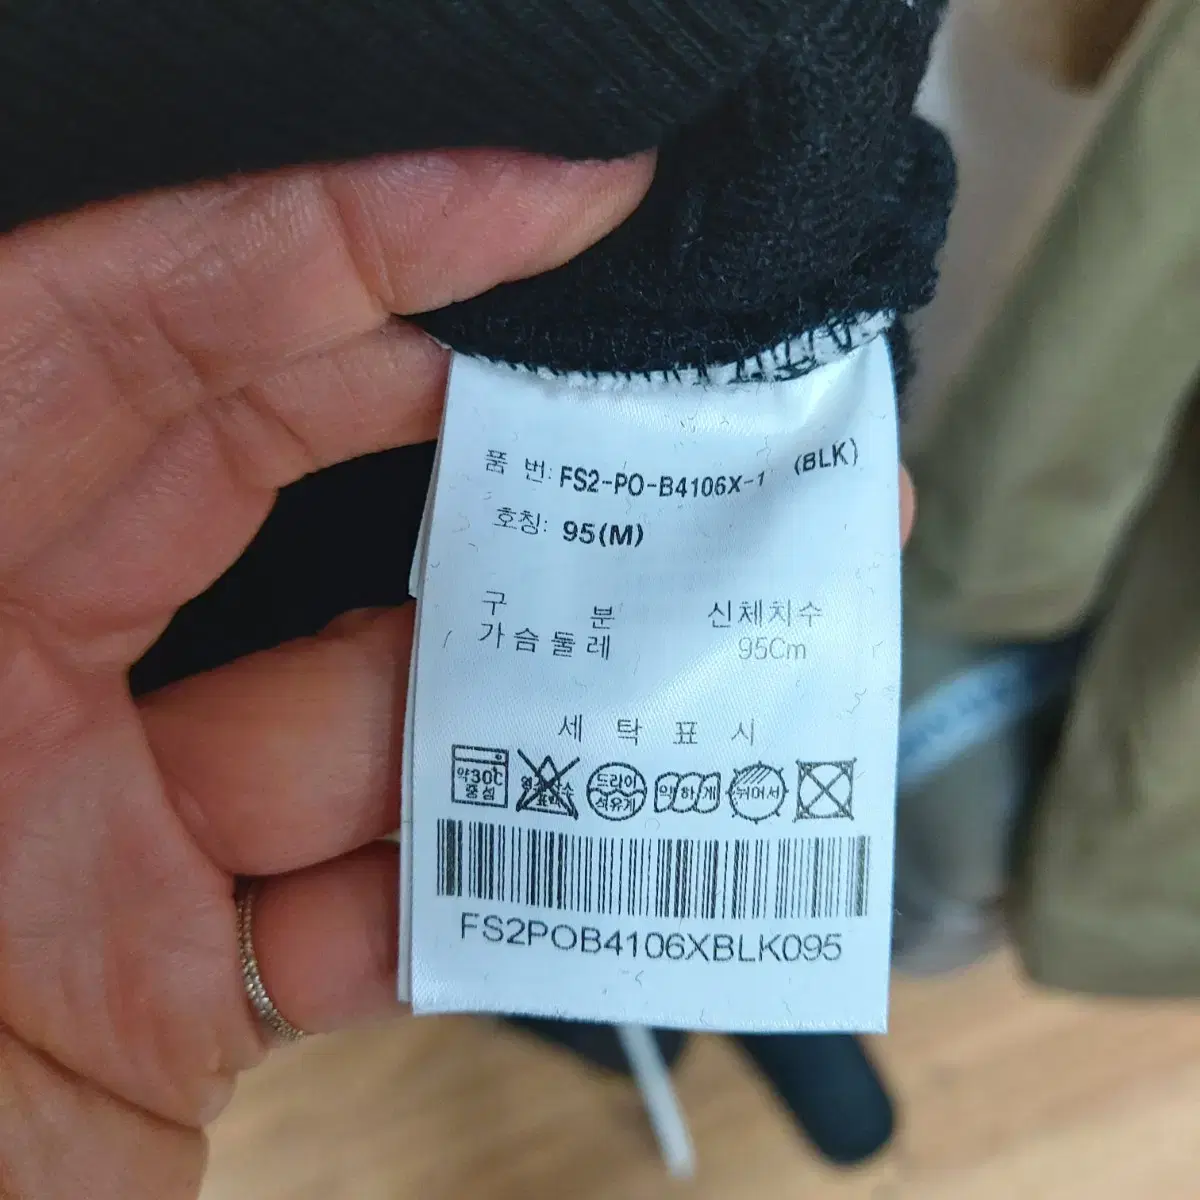 품 번: FS2-PO-B4106X-1 (BLK)
호칭: 95(M)
구 분 신체치수
가슴둘레 95Cm
세 탁 표 시
약30℃ 중성
드라이 석유계
약하게
뉘어서
FS2POB4106XBLK095